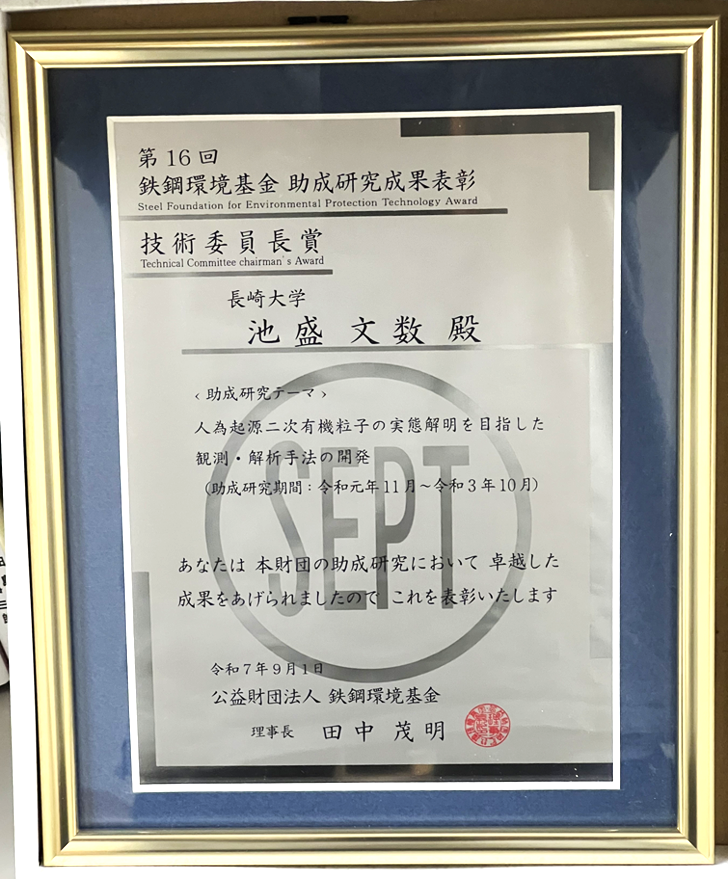 第16回
鉄鋼環境基金 助成研究成果表彰
Steel Foundation for Environmental Protection Technology Award
技術委員長賞
Technical Committee chairman's Award
長崎大学
池盛 文数 殿
＜助成研究テーマ＞
人為起源二次有機粒子の実態解明を目指した
観測・解析手法の開発
（助成研究期間：令和元年11月～令和3年10月）
SEPT
あなたは 本財団の助成研究において 卓越した
成果をあげられましたので これを表彰いたします
令和7年9月1日
公益財団法人 鉄鋼環境基金
理事長 田中茂明